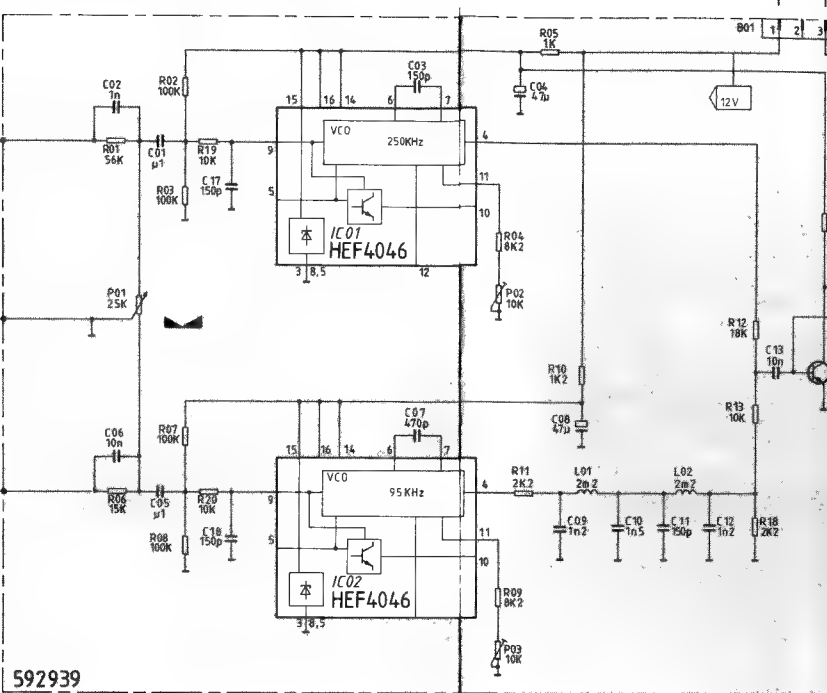 B01 1 2 3
R05
1K
C02
1n
R02
100K
C03
150p
C04
47µ
12V
15 16 14 6 7
VCO
250KHz
4
R01
56K
C01
µ1
R19
10K
9
C17
150p
R03
100K
5
11
10
IC01
HEF4046
R04
8K2
3 8,5 12
P01
25K
P02
10K
R12
18K
C13
10n
R10
1K2
C06
10n
R07
100K
C07
470p
C08
47µ
R13
10K
15 16 14 6 7
VCO
95KHz
4
R11
2K2
L01
2m2
L02
2m2
R06
15K
C05
µ1
R20
10K
9
C09
1n2
C10
1n5
C11
150p
C12
1n2
R18
2K2
R08
100K
C18
150p
5
11
10
IC02
HEF4046
R09
8K2
3 8,5
P03
10K
592939